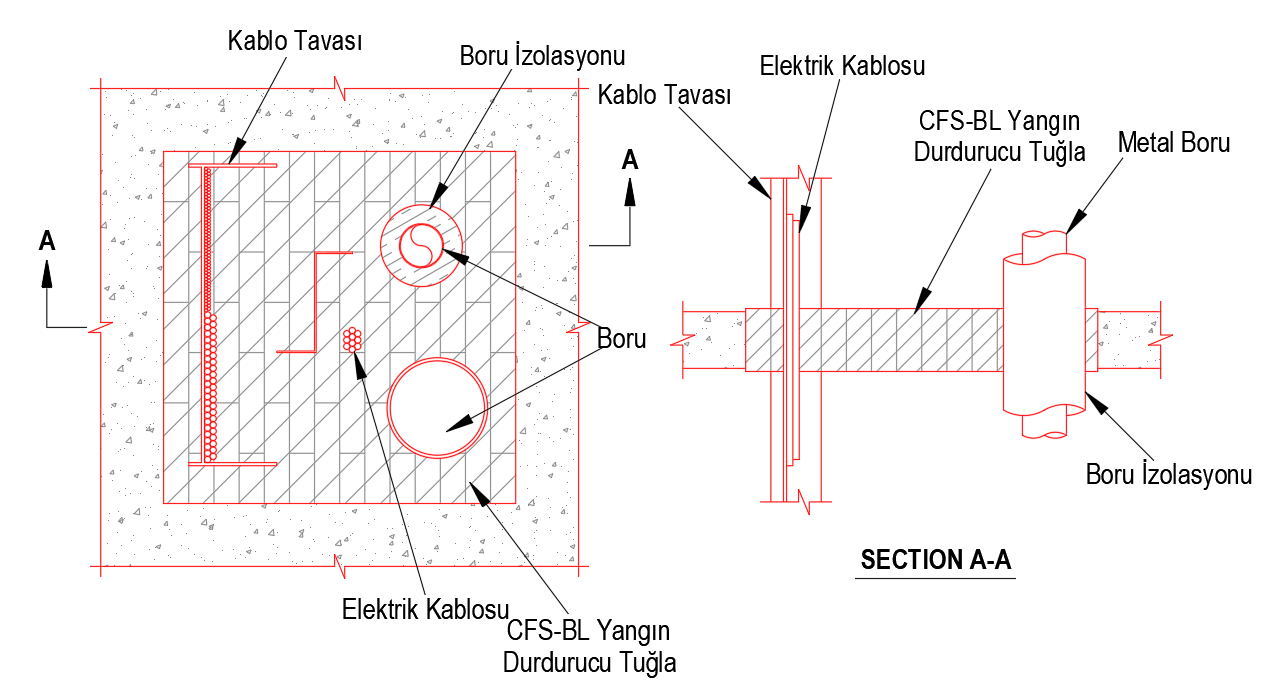 Kablo Tavası
Boru İzolasyonu
A
A
Boru
Elektrik Kablosu
CFS-BL Yangın
Durdurucu Tuğla
Elektrik Kablosu
Kablo Tavası
CFS-BL Yangın
Durdurucu Tuğla
Metal Boru
Boru İzolasyonu
SECTION A-A